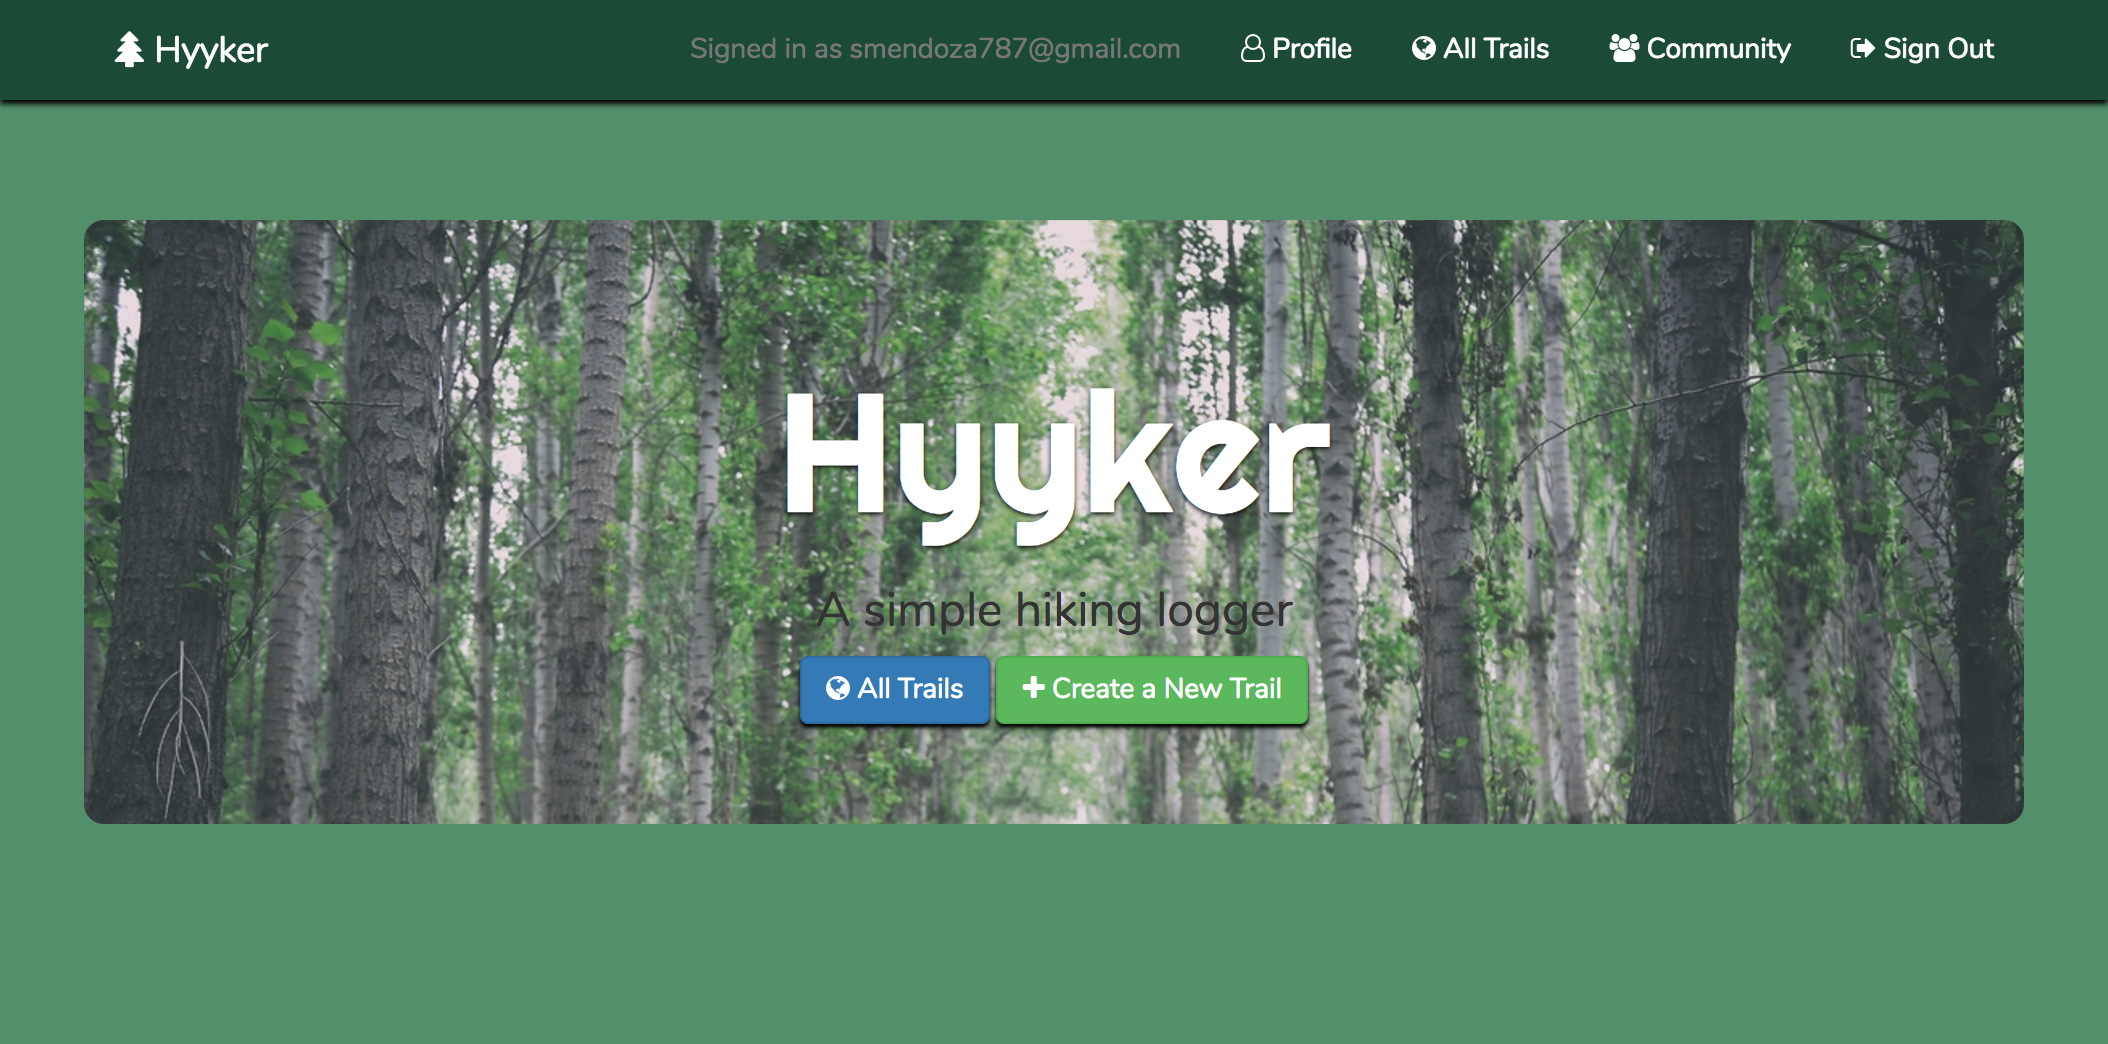 Hyyker Signed in as smendoza787@gmail.com Profile All Trails Community Sign Out
Hyyker
A simple hiking logger
All Trails Create a New Trail